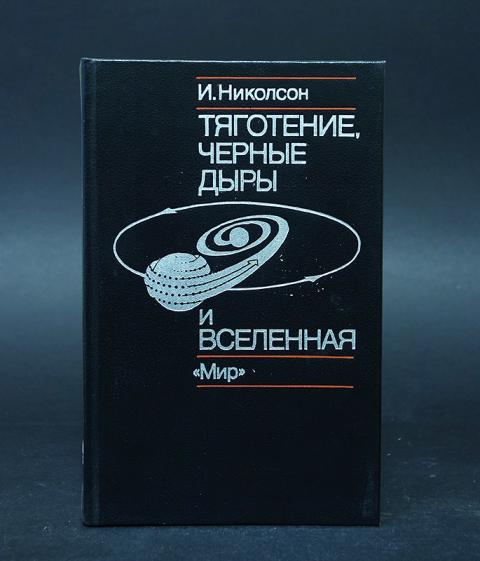 И. Николсон
ТЯГОТЕНИЕ,
ЧЕРНЫЕ
ДЫРЫ
И
ВСЕЛЕННАЯ
«Мир»